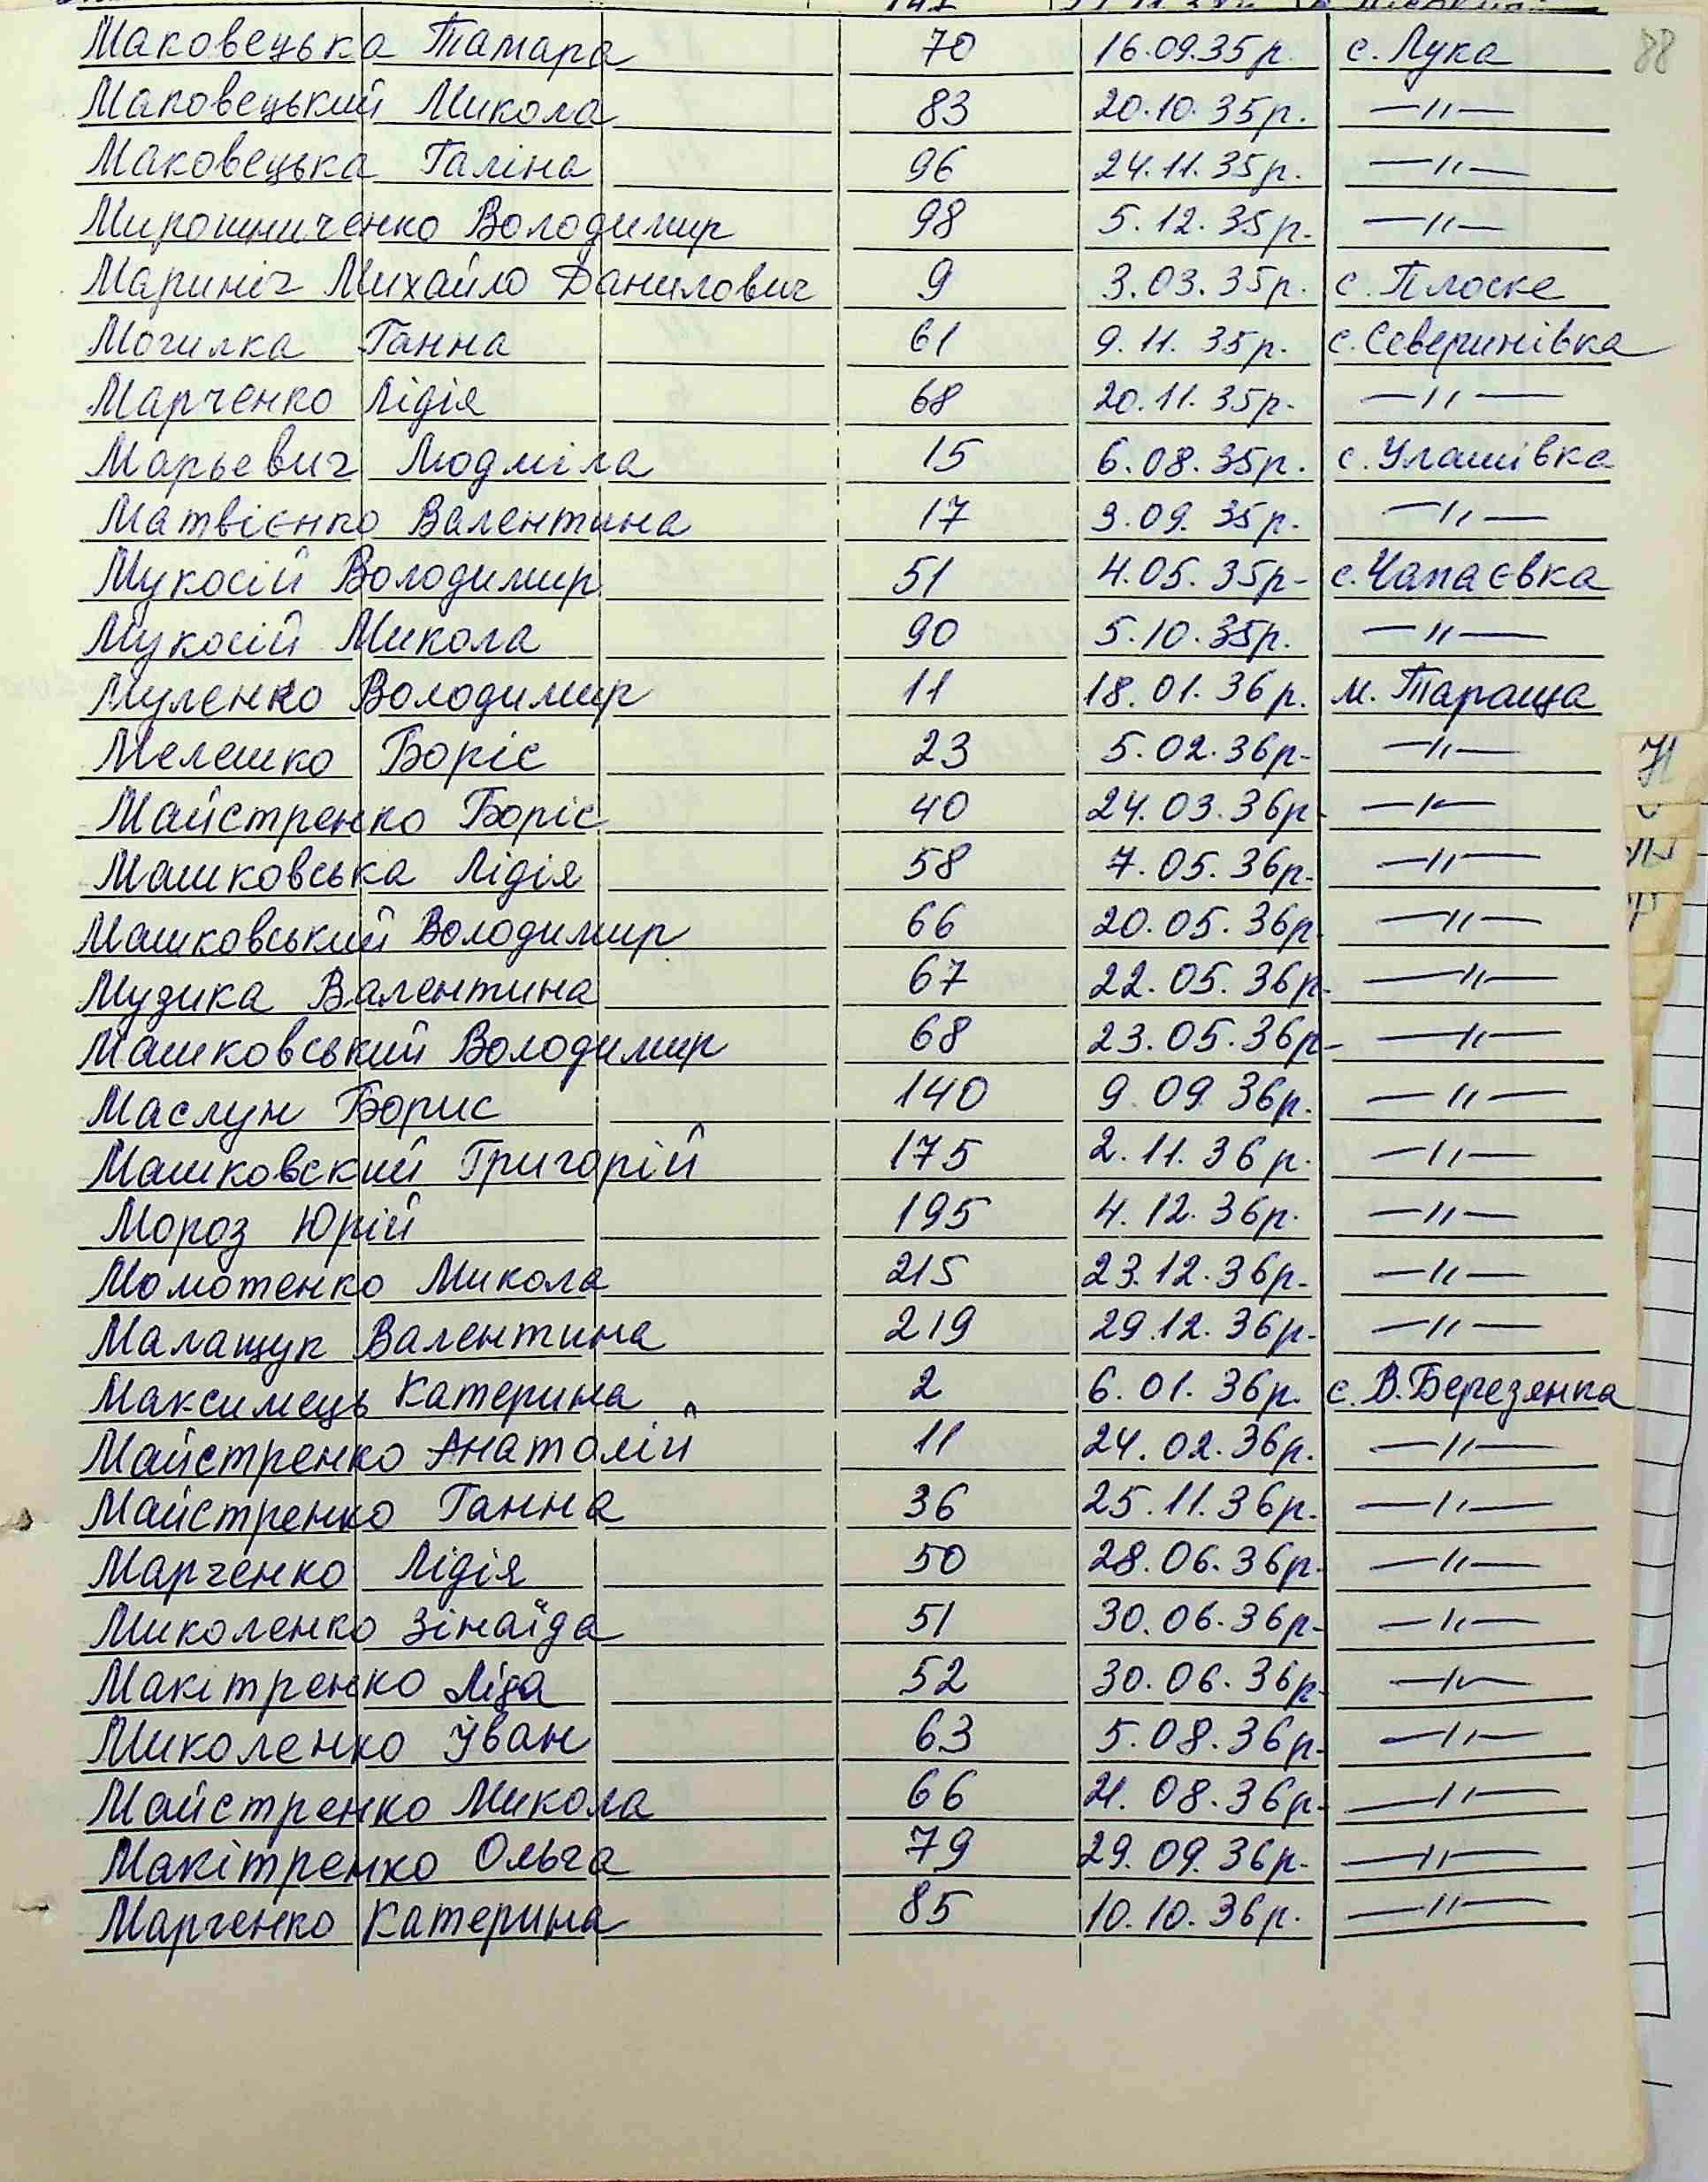 Маковецька Тамара 70 16.09.35р. с. Лука 88
Маковецький Микола 83 20.10.35р. —"—
Маковецька Галіна 96 24.11.35р. —"—
Мирошниченко Володимир 98 5.12.35р. —"—
Мариніч Михайло Данилович 9 3.03.35р. с. Плоске
Могилка Ганна 61 9.11.35р. с. Северинівка
Марченко Лідія 68 20.11.35р. —"—
Марьевич Людміла 15 6.08.35р. с. Улашівка
Матвієнко Валентина 17 3.09.35р. —"—
Мукосій Володимир 51 4.05.35р. с. Чапаєвка
Мукосій Микола 90 5.10.35р. —"—
Муленко Володимир 11 18.01.36р. м. Тараща
Мелешко Боріс 23 5.02.36р. —"—
Майстренко Боріс 40 24.03.36р. —"—
Машковська Лідія 58 7.05.36р. —"—
Машковський Володимир 66 20.05.36р. —"—
Музика Валентина 67 22.05.36р. —"—
Машковський Володимир 68 23.05.36р. —"—
Маслун Борис 140 9.09.36р. —"—
Машковский Григорій 175 2.11.36р. —"—
Мороз Юрій 195 4.12.36р. —"—
Момотенко Микола 215 23.12.36р. —"—
Малащук Валентина 219 29.12.36р. —"—
Максимець Катерина 2 6.01.36р. с. В.Березянка
Майстренко Анатолій 11 24.02.36р. —"—
Майстренко Ганна 36 25.11.36р. —"—
Марченко Лідія 50 28.06.36р. —"—
Миколенко Зінаїда 51 30.06.36р. —"—
Макітренко Ліда 52 30.06.36р. —"—
Миколенко Іван 63 5.08.36р. —"—
Майстренко Микола 66 21.08.36р. —"—
Макітренко Ольга 79 29.09.36р. —"—
Марченко Катерина 85 10.10.36р. —"—